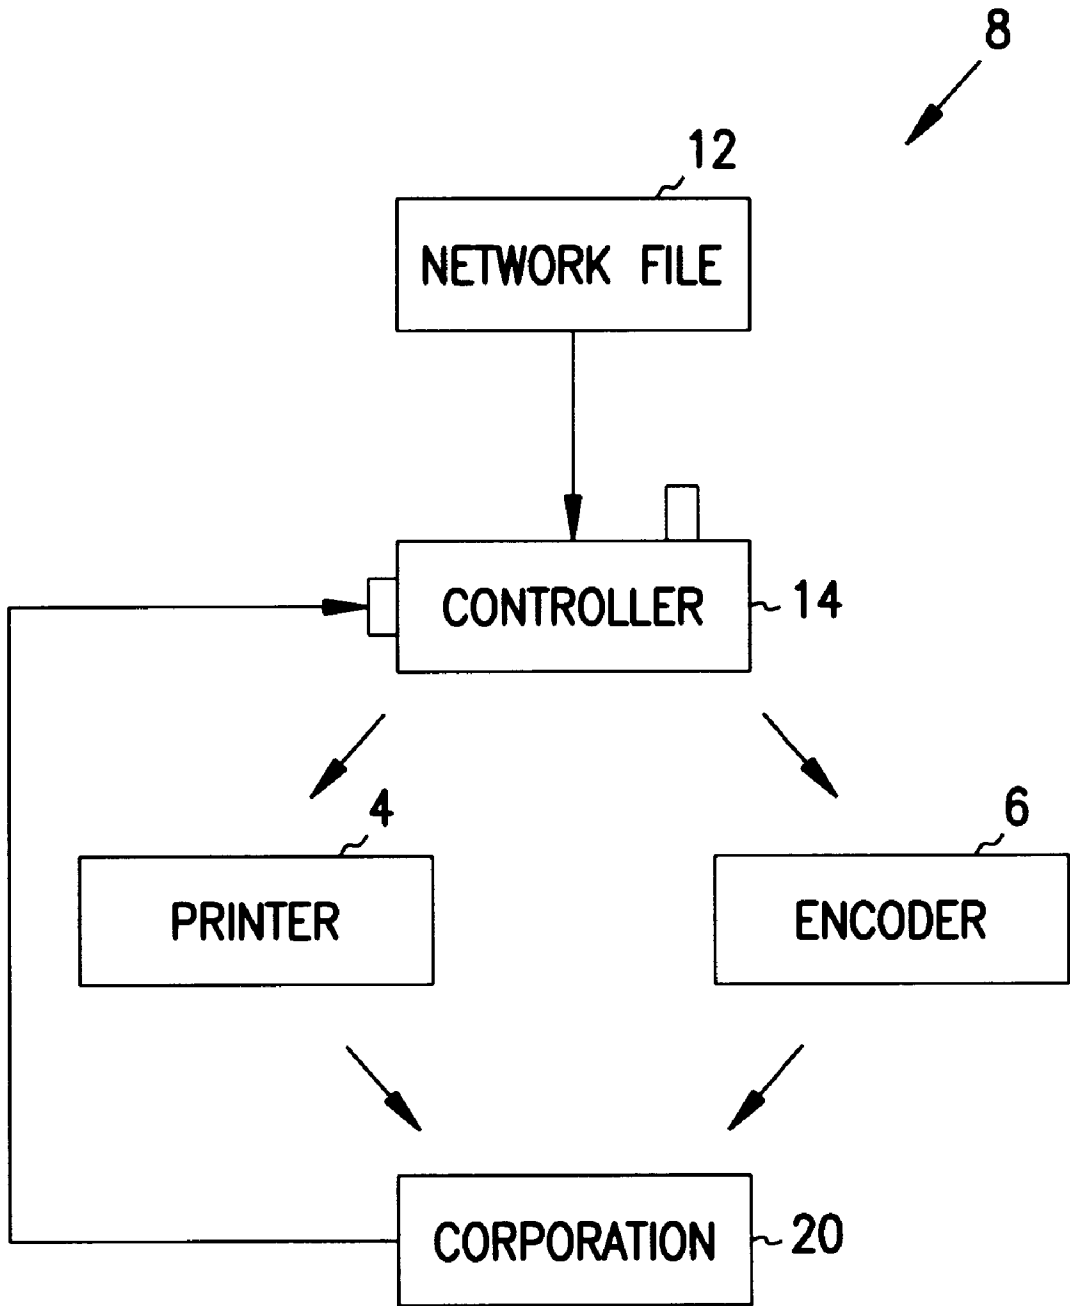 8
12
NETWORK FILE
CONTROLLER
14
4
PRINTER
6
ENCODER
CORPORATION
20